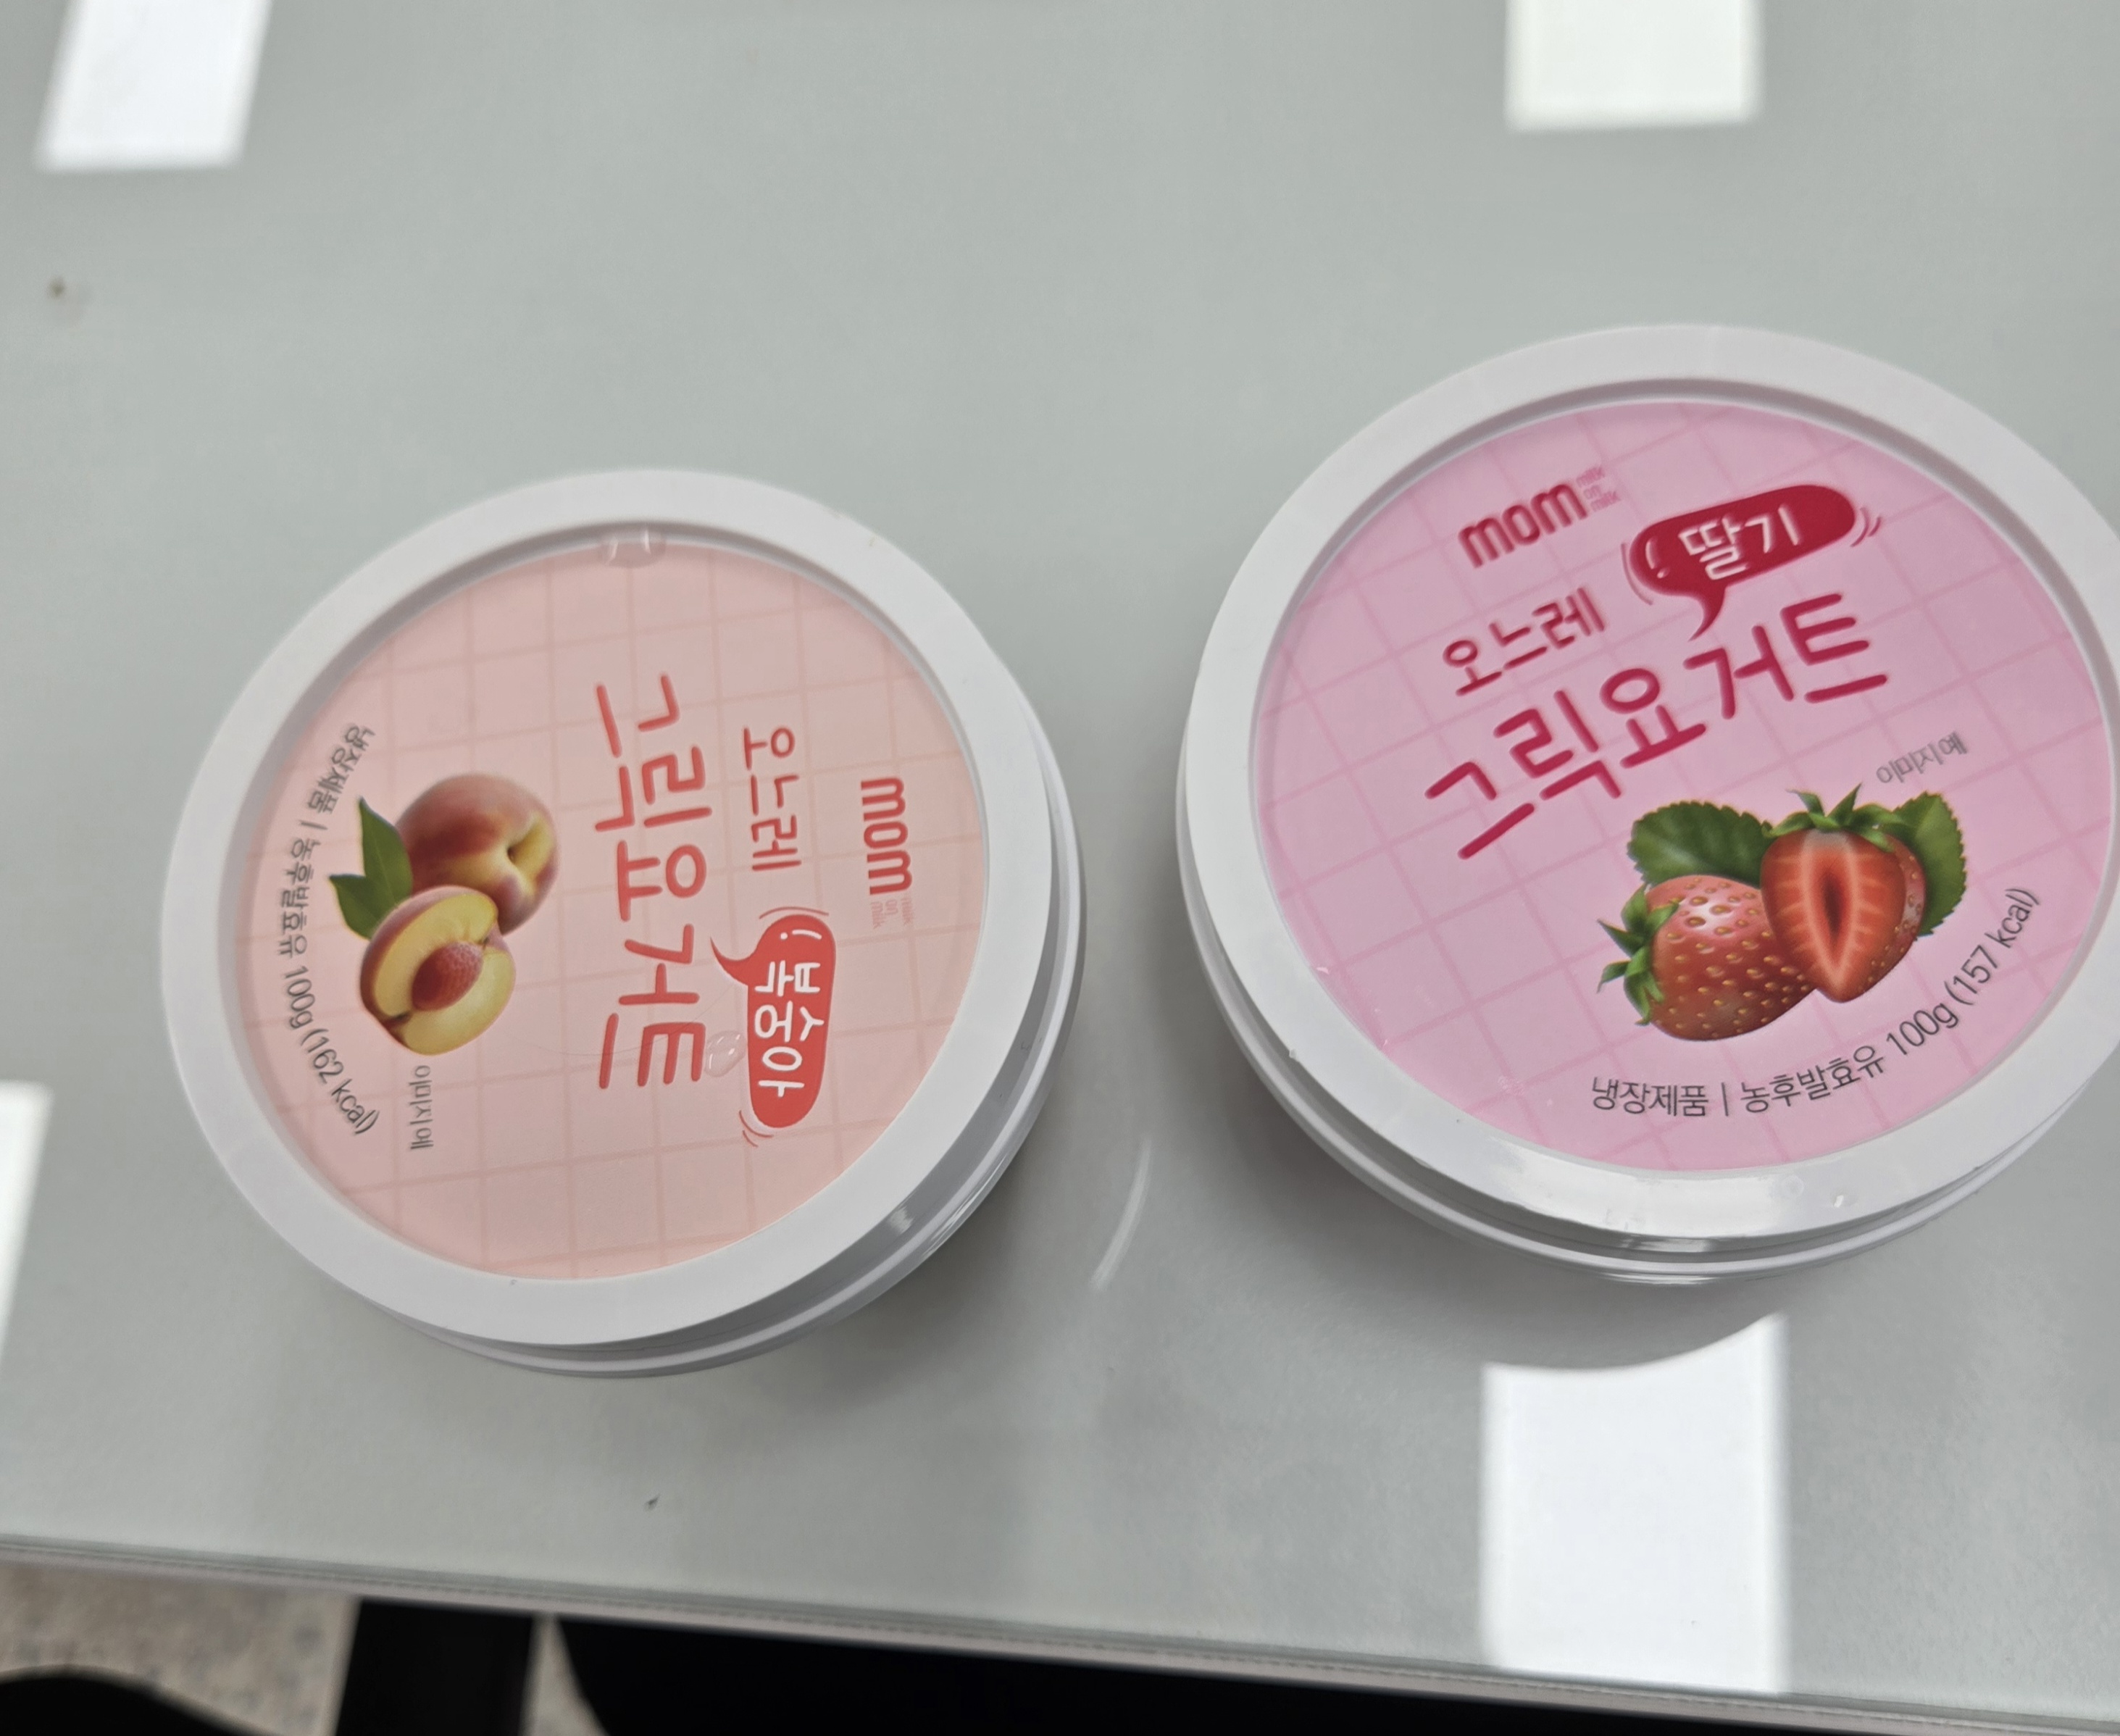 mom milk on milk
오느레 복숭아
그릭요거트
이미지 예
냉장제품 | 농후발효유 100g (162 kcal)
mom milk on milk
딸기
오느레
그릭요거트
이미지 예
냉장제품 | 농후발효유 100g (157 kcal)